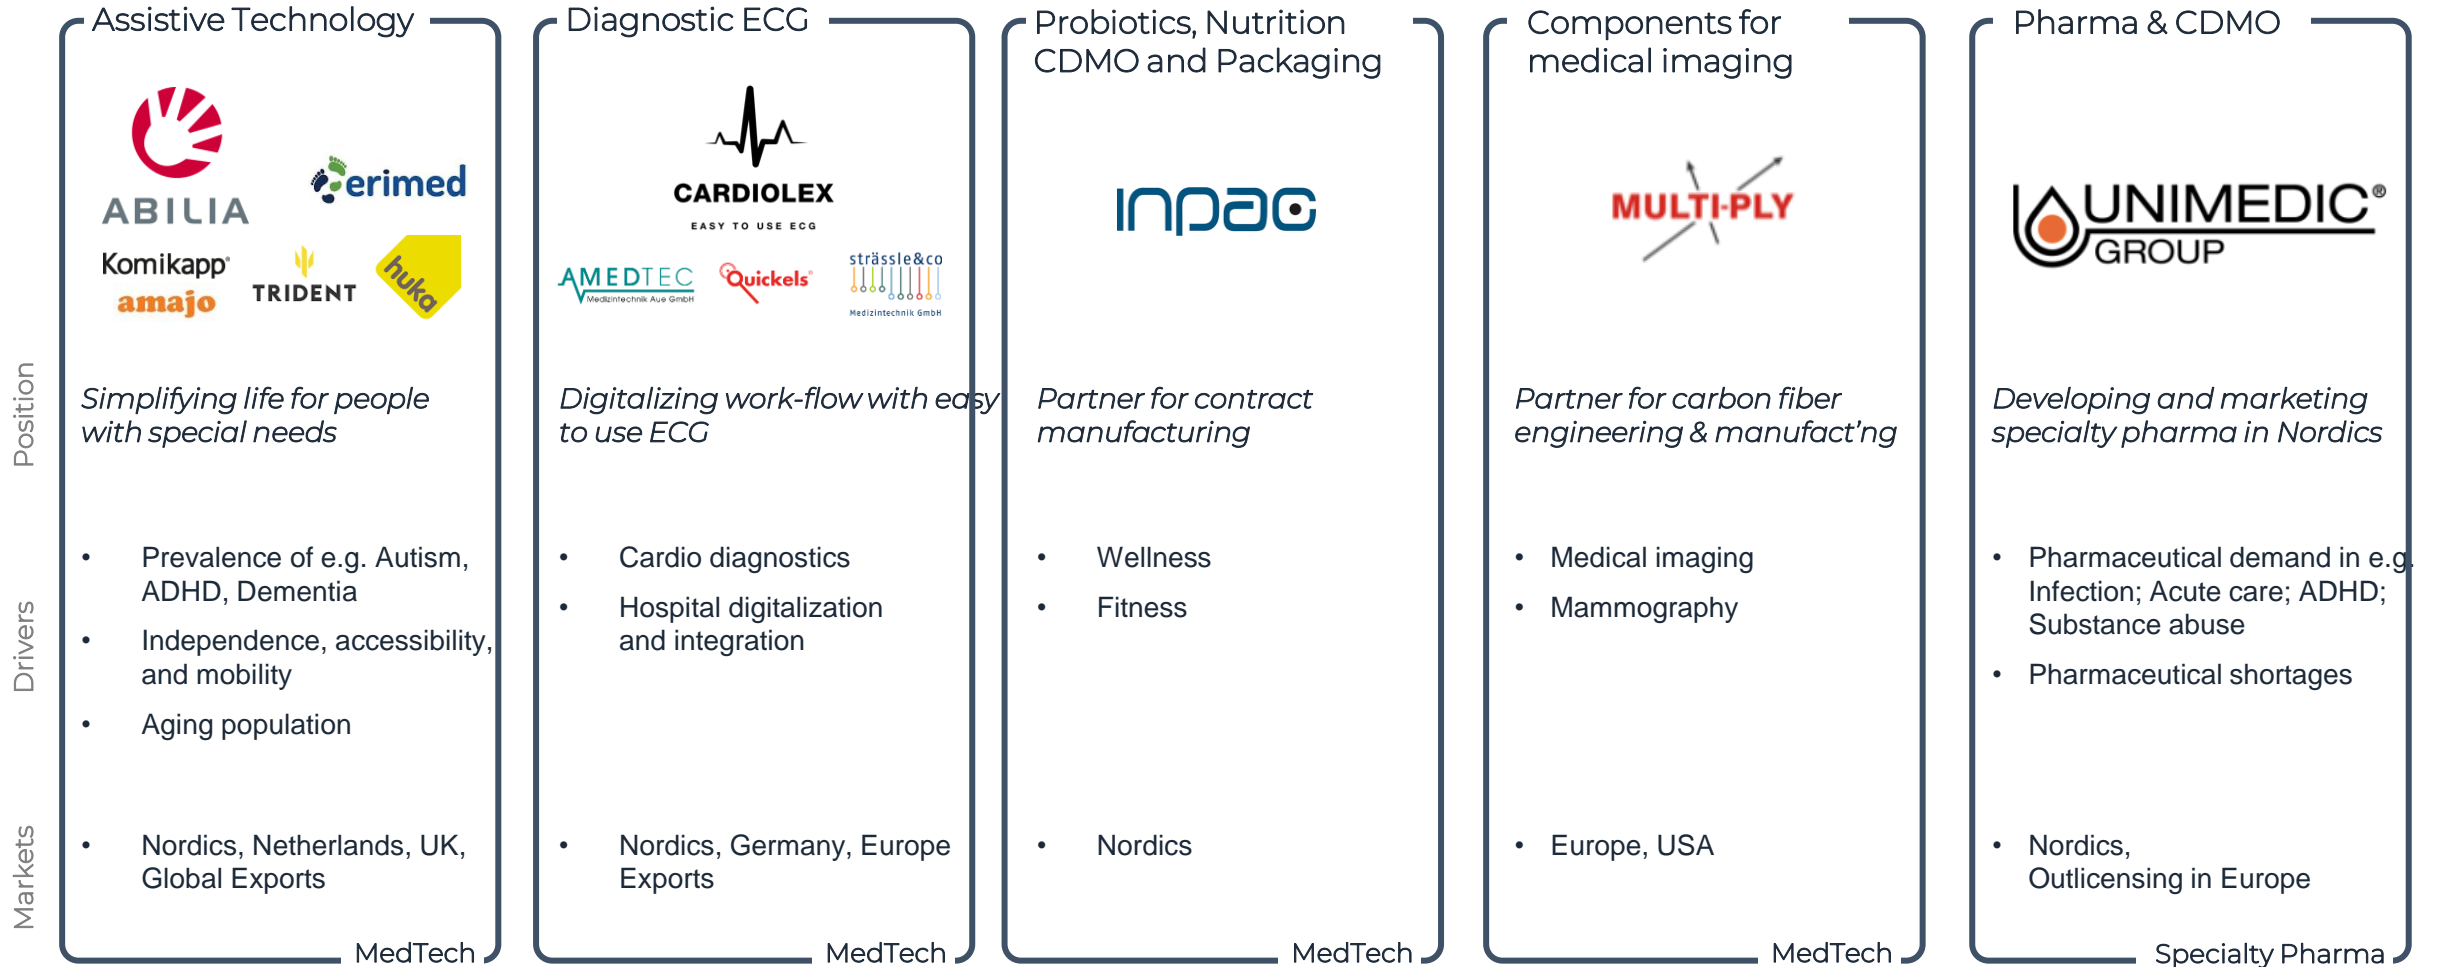 Assistive Technology
ABILIA
erimed
Komikapp®
amajo
TRIDENT
huka
Simplifying life for people
with special needs
• Prevalence of e.g. Autism,
ADHD, Dementia
• Independence, accessibility,
and mobility
• Aging population
• Nordics, Netherlands, UK,
Global Exports
MedTech
Diagnostic ECG
CARDIOLEX
EASY TO USE ECG
AMEDTEC
Medizintechnik Aue GmbH
Quickels®
strässle&co
Medizintechnik GmbH
Digitalizing work-flow with easy
to use ECG
• Cardio diagnostics
• Hospital digitalization
and integration
• Nordics, Germany, Europe
Exports
MedTech
Probiotics, Nutrition
CDMO and Packaging
inpac
Partner for contract
manufacturing
• Wellness
• Fitness
• Nordics
MedTech
Components for
medical imaging
MULTI-PLY
Partner for carbon fiber
engineering & manufact'ng
• Medical imaging
• Mammography
• Europe, USA
MedTech
Pharma & CDMO
UNIMEDIC®
GROUP
Developing and marketing
specialty pharma in Nordics
• Pharmaceutical demand in e.g.
Infection; Acute care; ADHD;
Substance abuse
• Pharmaceutical shortages
• Nordics,
Outlicensing in Europe
Specialty Pharma
Position
Drivers
Markets